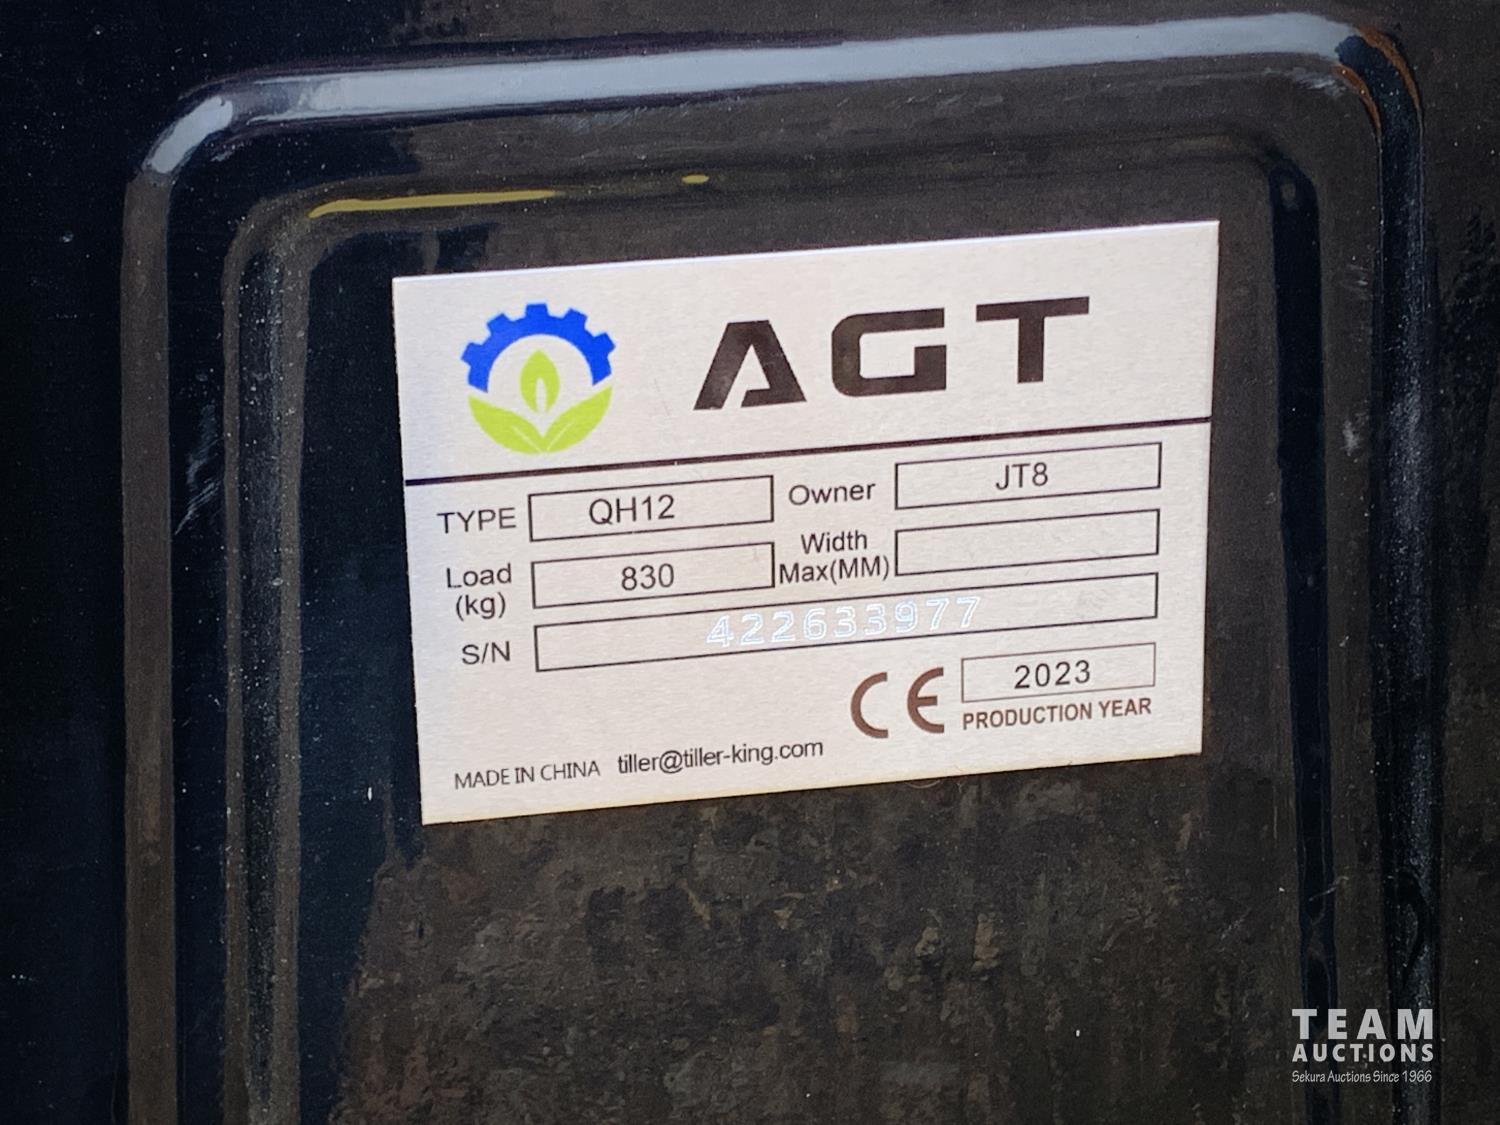 AGT
TYPE QH12 Owner JT8
Load (kg) 830 Width Max(MM)
S/N 422633977
CE 2023
PRODUCTION YEAR
MADE IN CHINA tiller@tiller-king.com
TEAM
AUCTIONS
Sekura Auctions Since 1966